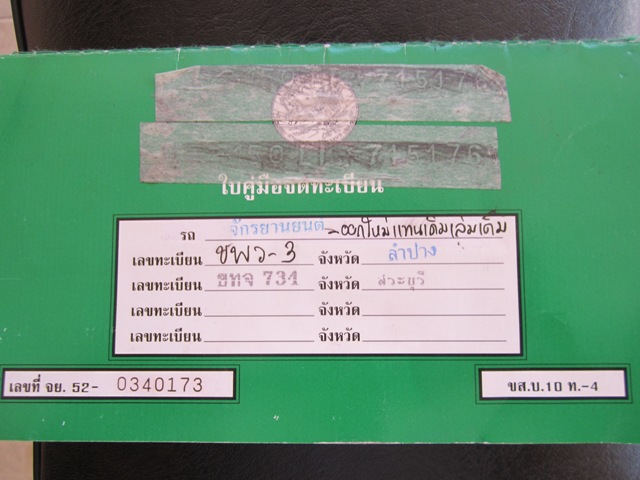 ใบคู่มือจดทะเบียน
รถ จักรยานยนต์ -ออกใหม่แทนเดิมเล่มเต็ม
เลขทะเบียน ชพว-3 จังหวัด ลำปาง
เลขทะเบียน 734 จังหวัด สระบุรี
เลขทะเบียน จังหวัด
เลขทะเบียน จังหวัด
เลขที่ จย. 52- 0340173
ขส.บ.10 ท.-4